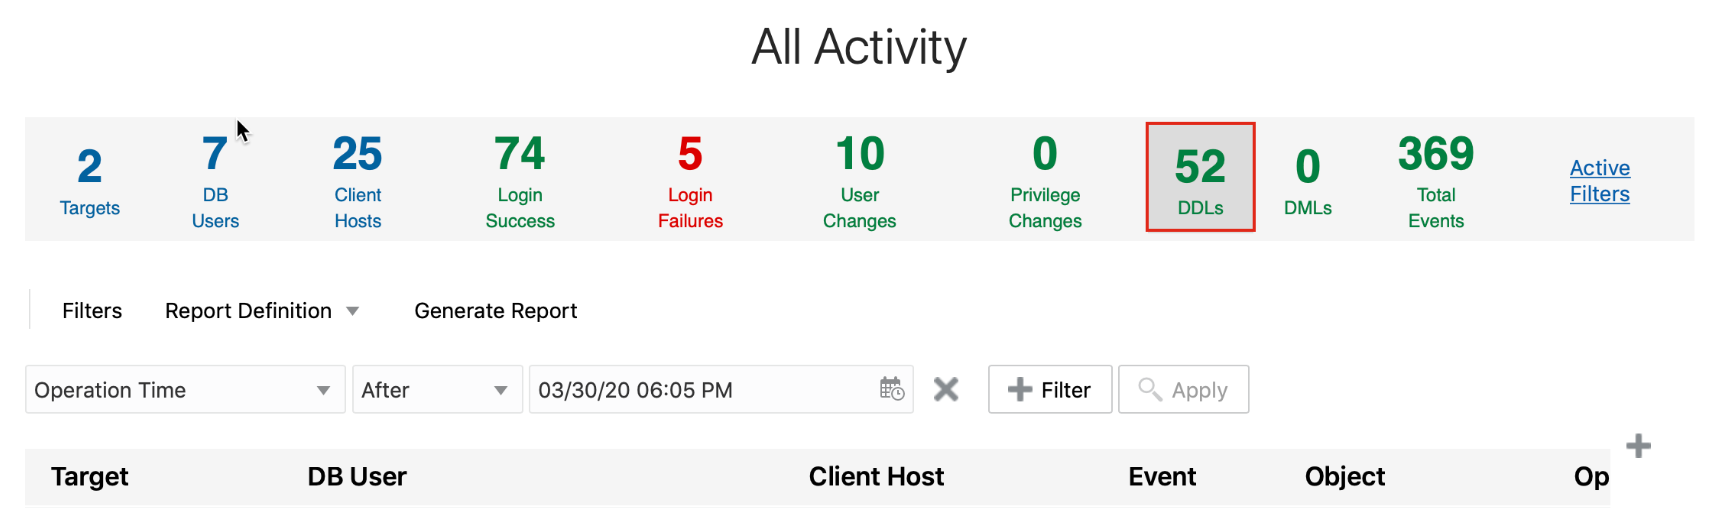 All Activity
2
Targets
7
DB
Users
25
Client
Hosts
74
Login
Success
5
Login
Failures
10
User
Changes
0
Privilege
Changes
52
DDLs
0
DMLs
369
Total
Events
Active
Filters
Filters Report Definition Generate Report
Operation Time After 03/30/20 06:05 PM Filter Apply
Target DB User Client Host Event Object Op